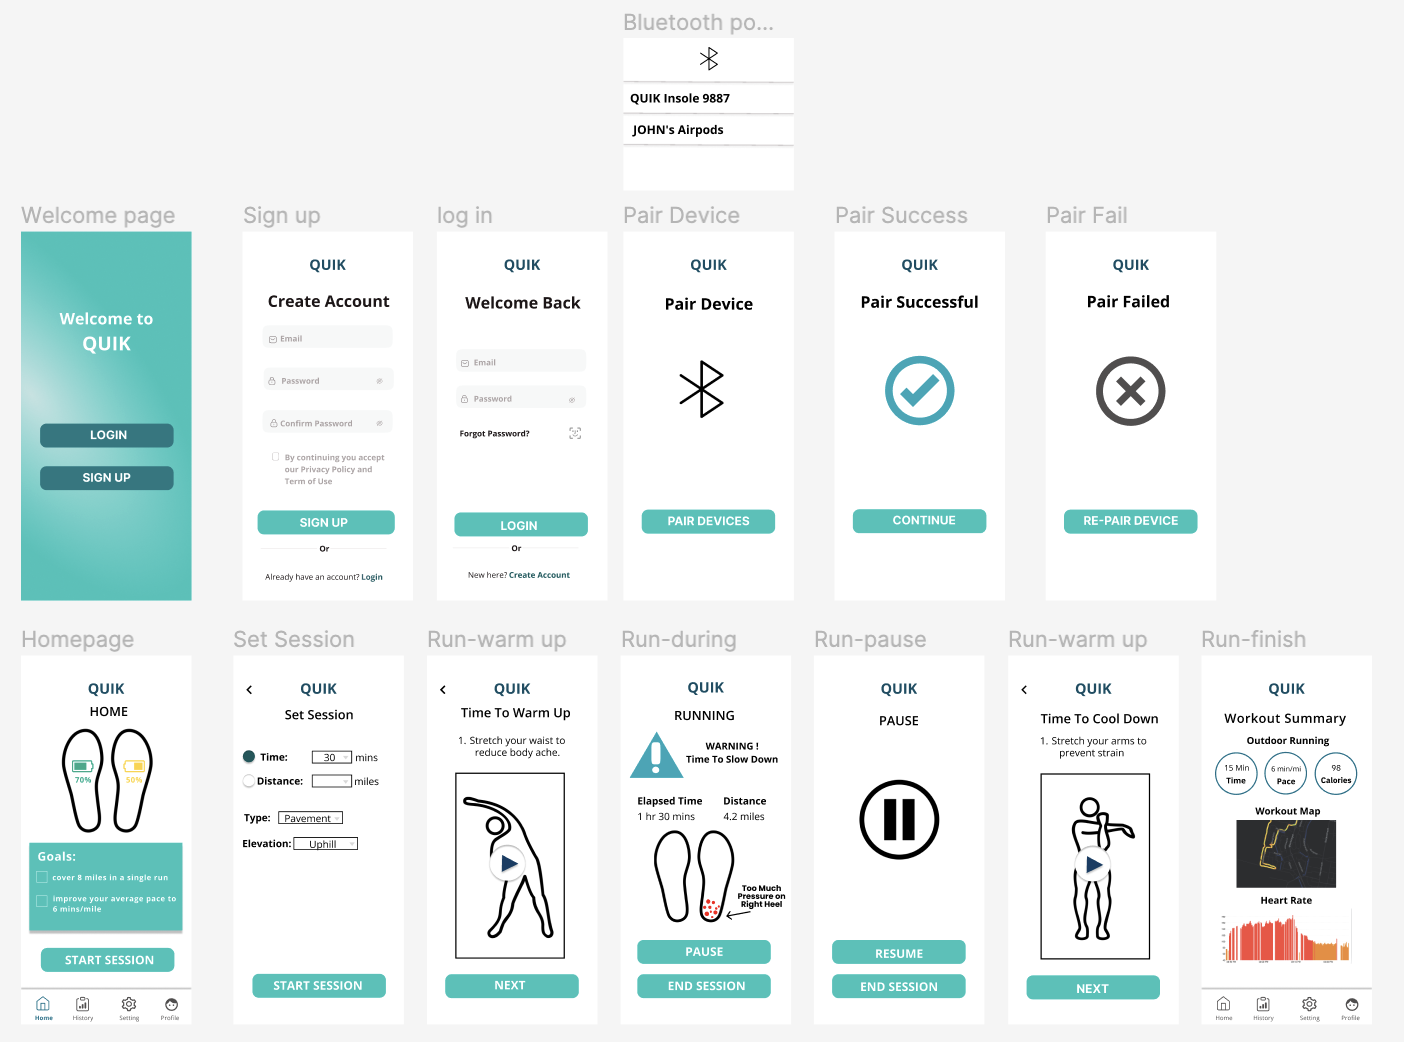 Bluetooth po...
QUIK Insole 9887
JOHN's Airpods
Welcome page
Welcome to
QUIK
LOGIN
SIGN UP
Sign up
QUIK
Create Account
Email
Password
Confirm Password
By continuing you accept
our Privacy Policy and
Term of Use
SIGN UP
Or
Already have an account? Login
log in
QUIK
Welcome Back
Email
Password
Forgot Password?
LOGIN
Or
New here? Create Account
Pair Device
QUIK
Pair Device
PAIR DEVICES
Pair Success
QUIK
Pair Successful
CONTINUE
Pair Fail
QUIK
Pair Failed
RE-PAIR DEVICE
Homepage
QUIK
HOME
70%
50%
Goals:
cover 8 miles in a single run
improve your average pace to
6 mins/mile
START SESSION
Home
History
Setting
Profile
Set Session
QUIK
Set Session
Time: 30 mins
Distance: miles
Type: Pavement
Elevation: Uphill
START SESSION
Run-warm up
QUIK
Time To Warm Up
1. Stretch your waist to
reduce body ache.
NEXT
Run-during
QUIK
RUNNING
WARNING !
Time To Slow Down
Elapsed Time Distance
1 hr 30 mins 4.2 miles
Too Much
Pressure on
Right Heel
PAUSE
END SESSION
Run-pause
QUIK
PAUSE
RESUME
END SESSION
Run-warm up
QUIK
Time To Cool Down
1. Stretch your arms to
prevent strain
NEXT
Run-finish
QUIK
Workout Summary
Outdoor Running
15 Min
Time
6 min/mi
Pace
98
Calories
Workout Map
Heart Rate
Home
History
Setting
Profile